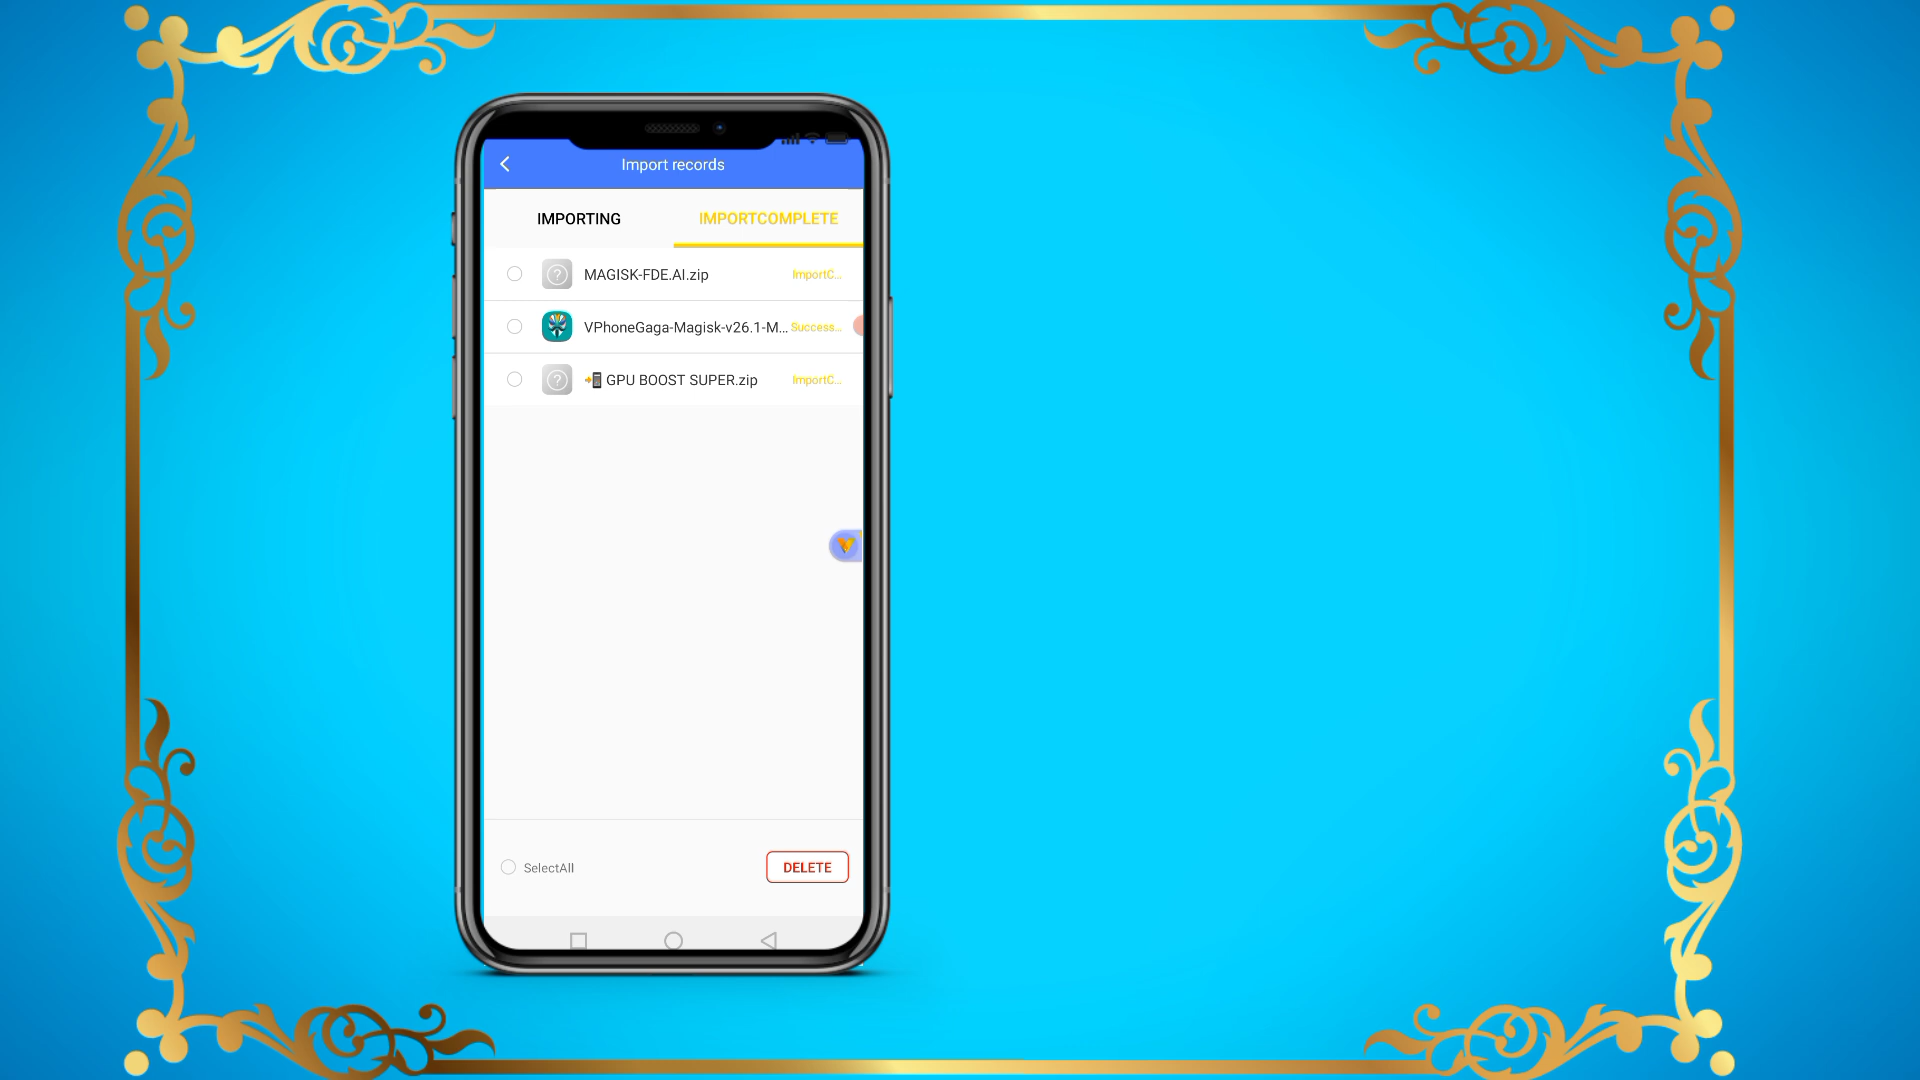 Import records
IMPORTING
IMPORTCOMPLETE
MAGISK-FDE.AI.zip
ImportC...
VPhoneGaga-Magisk-v26.1-M...
Success...
GPU BOOST SUPER.zip
ImportC...
SelectAll
DELETE